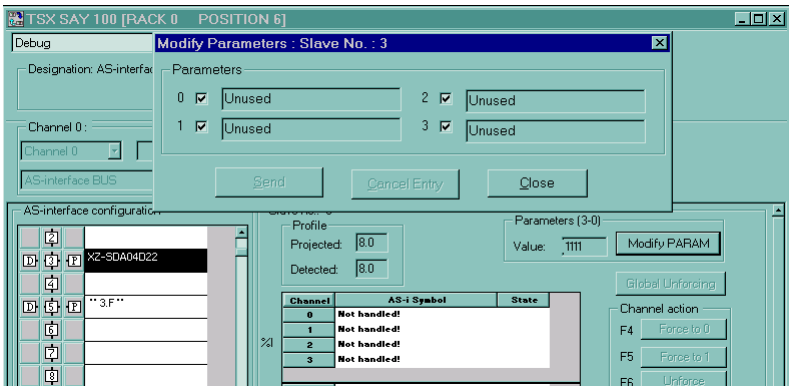 TSX SAY 100 [RACK 0 POSITION 6]
Debug
Modify Parameters : Slave No. : 3
Designation: AS-interfac
Parameters
0 Unused
2 Unused
1 Unused
3 Unused
Channel 0 :
Channel 0
AS-interface BUS
Send
Cancel Entry
Close
AS-interface configuration
Profile
Projected: 8.0
Detected: 8.0
Parameters (3-0)
Value: 1111
Modify PARAM
Global Unforcing
2
D 3 P XZ-SDA04D22
4
D 5 P ** 3.F **
6
7
8
Channel AS-i Symbol State
0 Not handled!
1 Not handled!
%I 2 Not handled!
3 Not handled!
Channel action
F4 Force to 0
F5 Force to 1
F6 Unforce